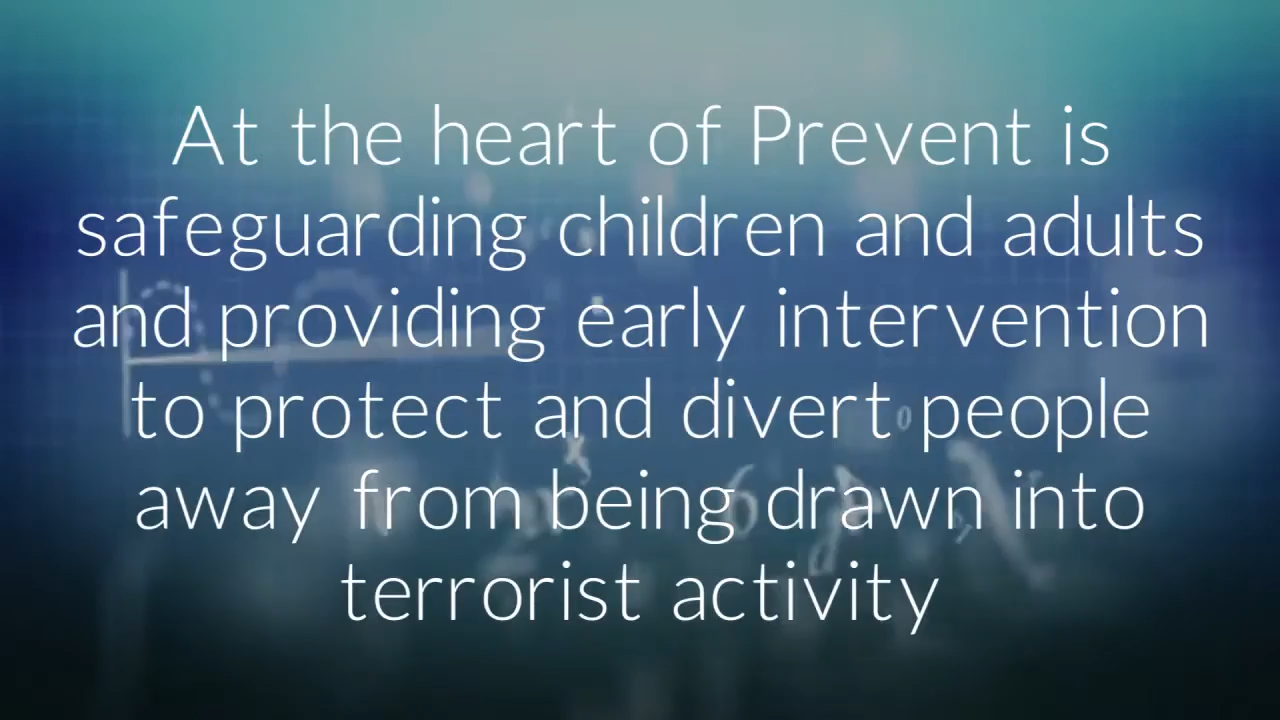 At the heart of Prevent is
safeguarding children and adults
and providing early intervention
to protect and divert people
away from being drawn into
terrorist activity